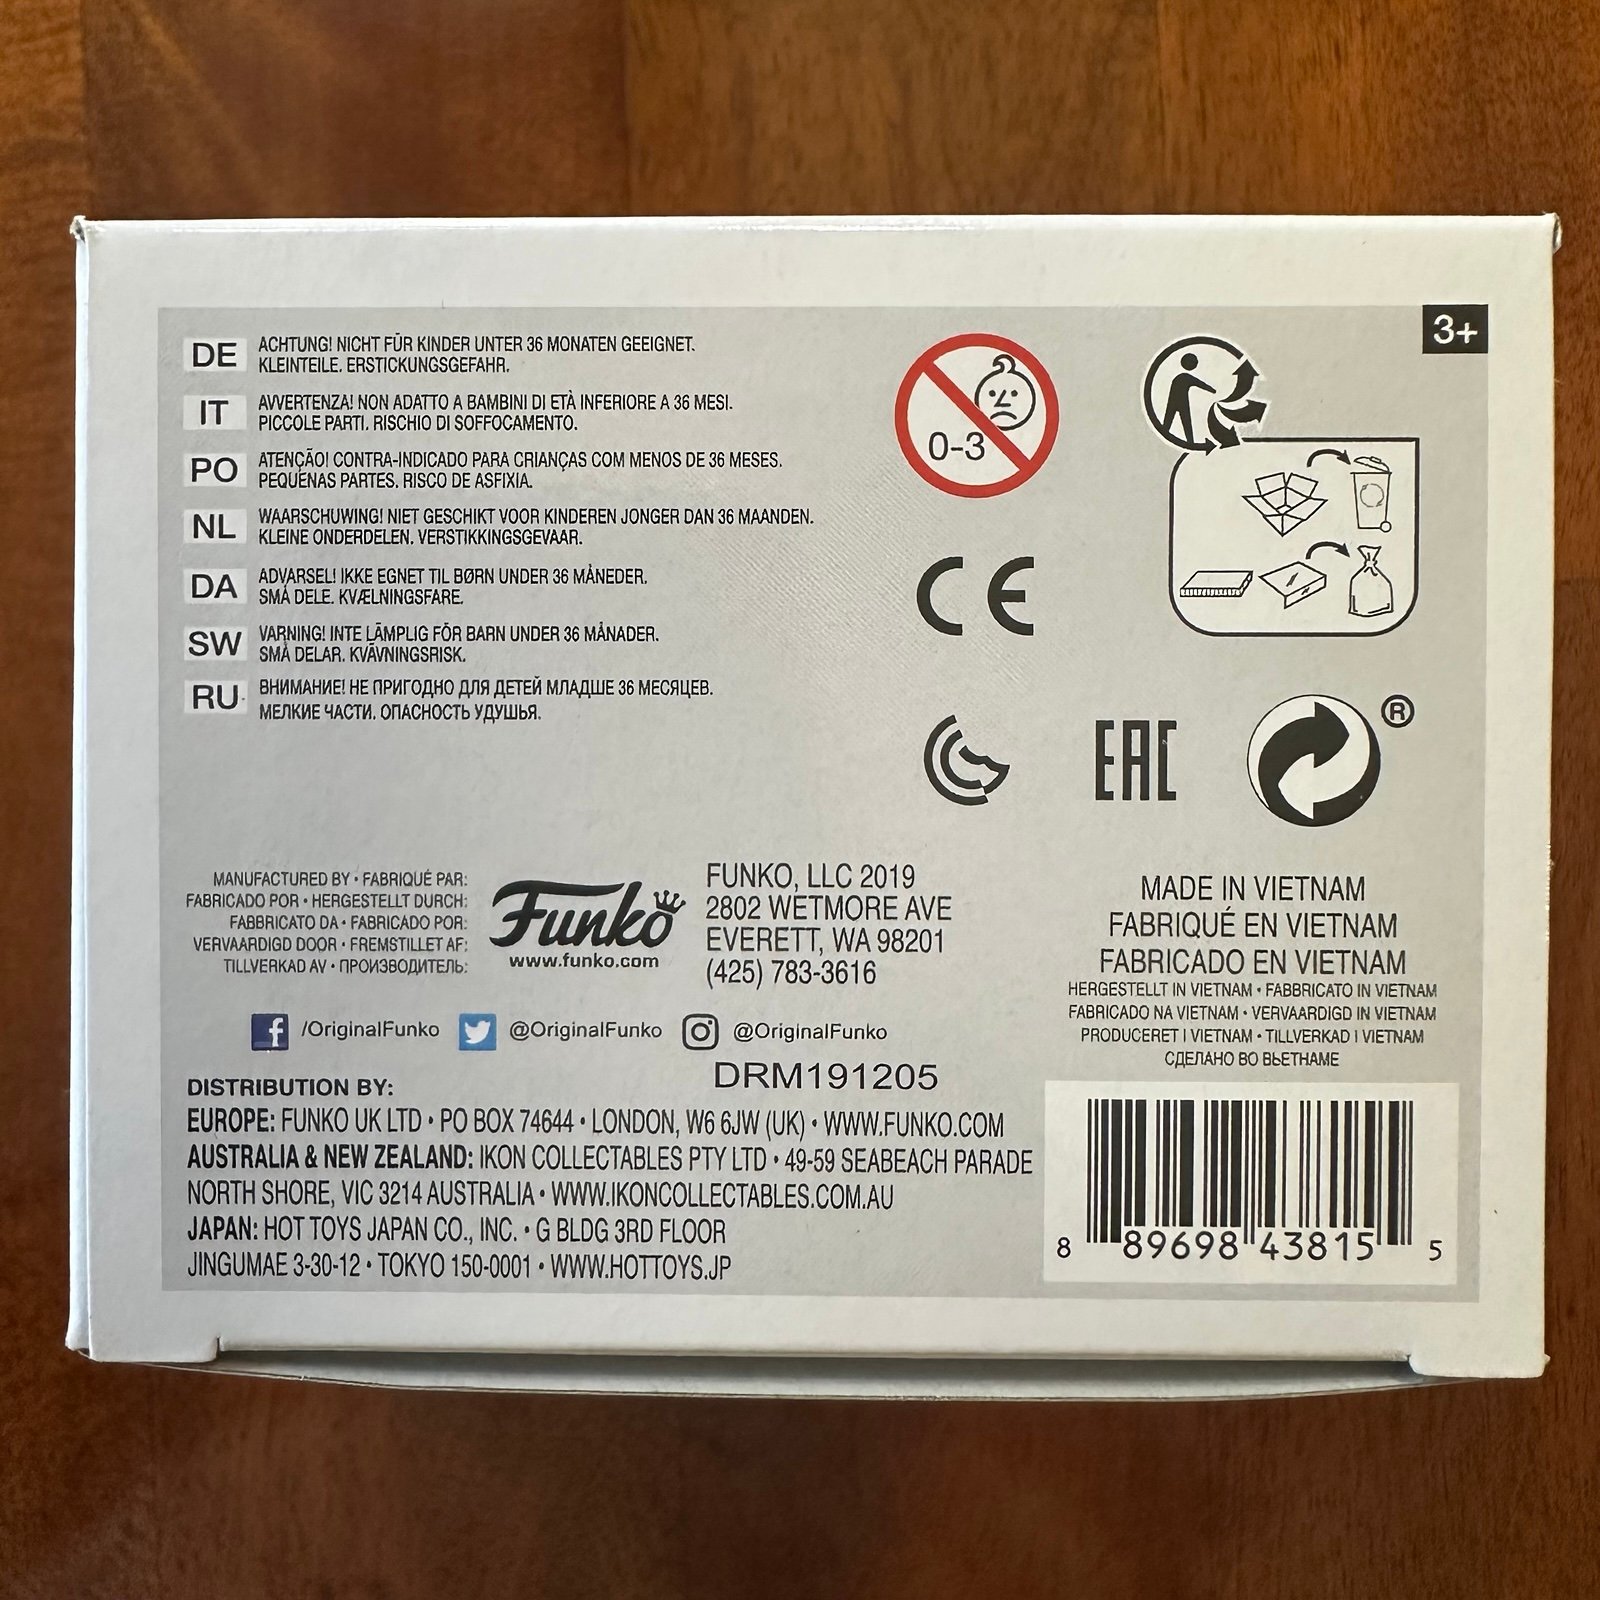 3+
DE ACHTUNG! NICHT FÜR KINDER UNTER 36 MONATEN GEEIGNET.
KLEINTEILE. ERSTICKUNGSGEFAHR.
IT AVVERTENZA! NON ADATTO A BAMBINI DI ETÀ INFERIORE A 36 MESI.
PICCOLE PARTI. RISCHIO DI SOFFOCAMENTO.
PO ATENÇÃO! CONTRA-INDICADO PARA CRIANÇAS COM MENOS DE 36 MESES.
PEQUENAS PARTES. RISCO DE ASFIXIA.
NL WAARSCHUWING! NIET GESCHIKT VOOR KINDEREN JONGER DAN 36 MAANDEN.
KLEINE ONDERDELEN. VERSTIKKINGSGEVAAR.
DA ADVARSEL! IKKE EGNET TIL BØRN UNDER 36 MÅNEDER.
SMÅ DELE. KVÆLNINGSFARE.
SW VARNING! INTE LÄMPLIG FÖR BARN UNDER 36 MÅNADER.
SMÅ DELAR. KVÄVNINGSRISK.
RU ВНИМАНИЕ! НЕ ПРИГОДНО ДЛЯ ДЕТЕЙ МЛАДШЕ 36 МЕСЯЦЕВ.
МЕЛКИЕ ЧАСТИ. ОПАСНОСТЬ УДУШЬЯ.
0-3
CE
EAC
®
MANUFACTURED BY • FABRIQUÉ PAR:
FABRICADO POR • HERGESTELLT DURCH:
FABBRICATO DA • FABRICADO POR:
VERVAARDIGD DOOR • FREMSTILLET AF:
TILLVERKAD AV • ПРОИЗВОДИТЕЛЬ:
Funko
www.funko.com
FUNKO, LLC 2019
2802 WETMORE AVE
EVERETT, WA 98201
(425) 783-3616
/OriginalFunko @OriginalFunko @OriginalFunko
DRM191205
DISTRIBUTION BY:
EUROPE: FUNKO UK LTD • PO BOX 74644 • LONDON, W6 6JW (UK) • WWW.FUNKO.COM
AUSTRALIA & NEW ZEALAND: IKON COLLECTABLES PTY LTD • 49-59 SEABEACH PARADE
NORTH SHORE, VIC 3214 AUSTRALIA • WWW.IKONCOLLECTABLES.COM.AU
JAPAN: HOT TOYS JAPAN CO., INC. • G BLDG 3RD FLOOR
JINGUMAE 3-30-12 • TOKYO 150-0001 • WWW.HOTTOYS.JP
MADE IN VIETNAM
FABRIQUÉ EN VIETNAM
FABRICADO EN VIETNAM
HERGESTELLT IN VIETNAM • FABBRICATO IN VIETNAM
FABRICADO NA VIETNAM • VERVAARDIGD IN VIETNAM
PRODUCERET I VIETNAM • TILLVERKAD I VIETNAM
СДЕЛАНО ВО ВЬЕТНАМЕ
8 89698 43815 5